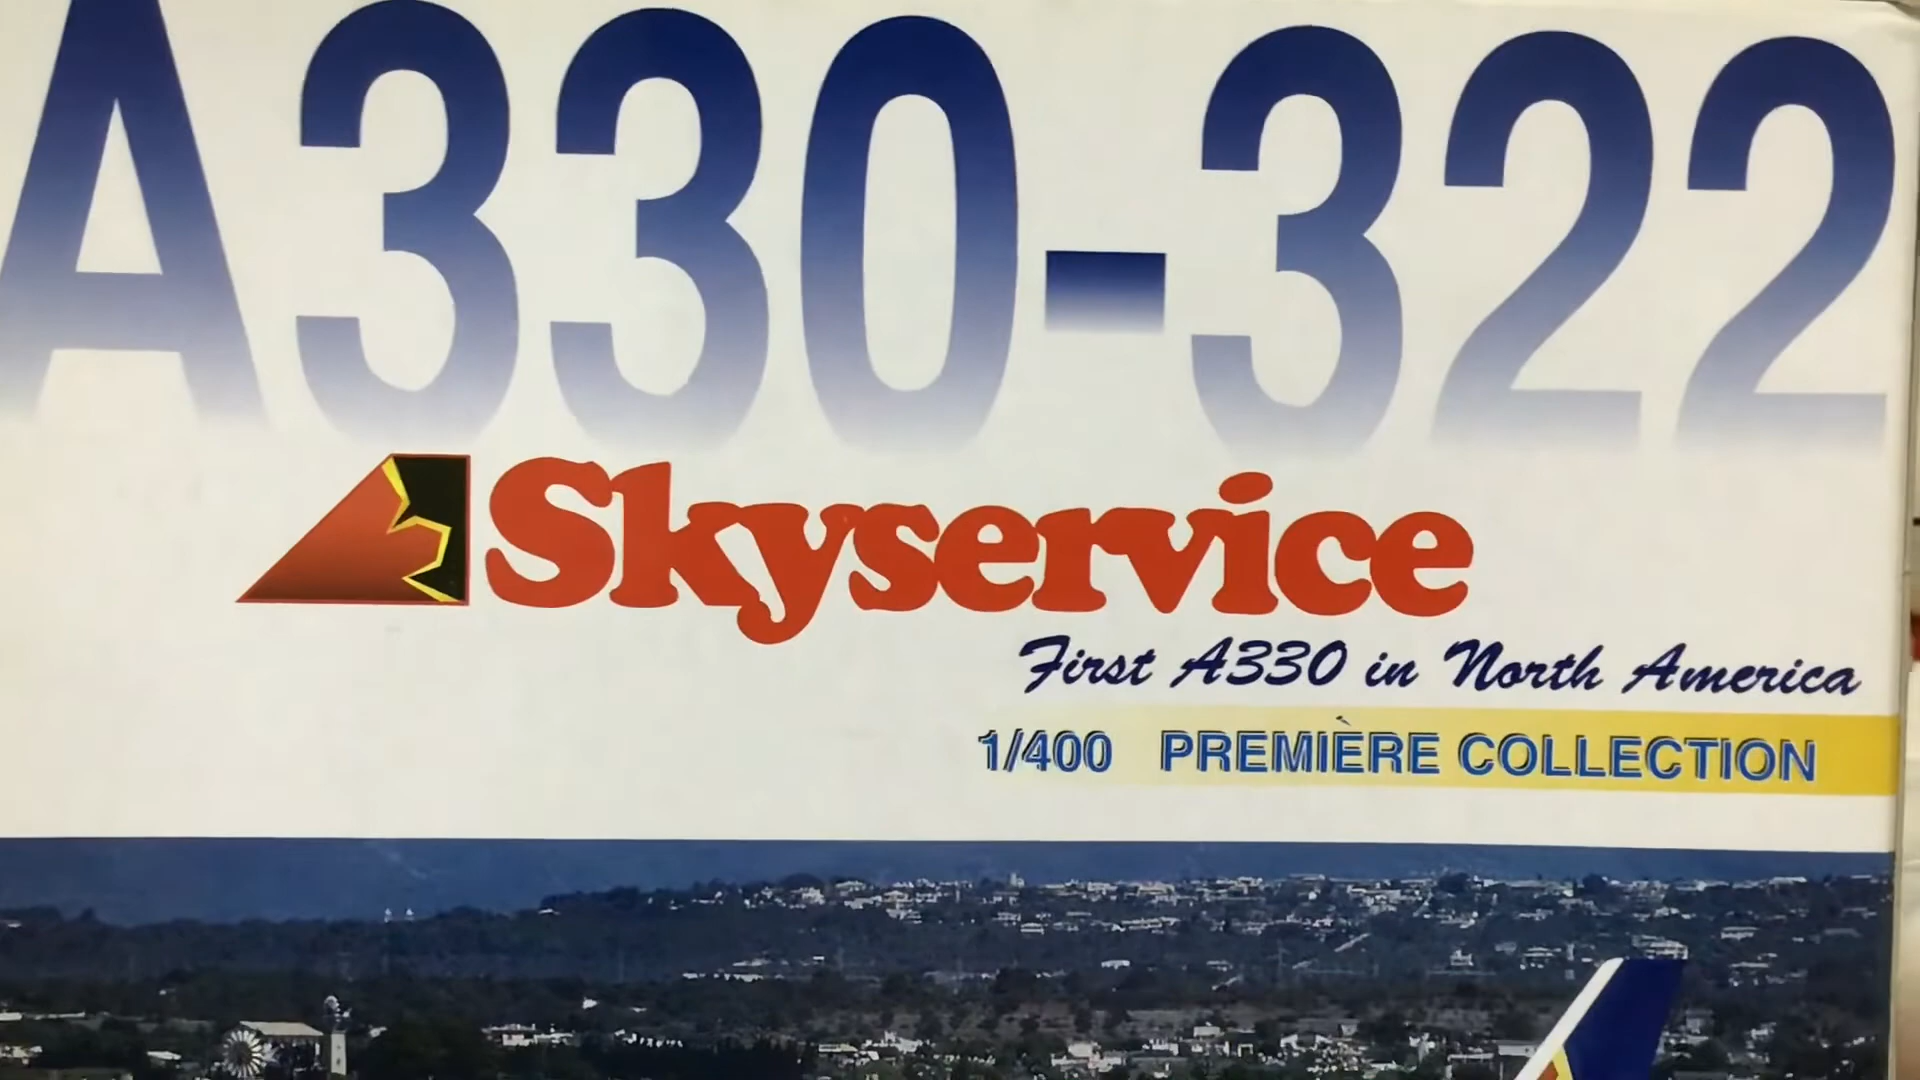 A330-322
Skyservice
First A330 in North America
1/400 PREMIÈRE COLLECTION